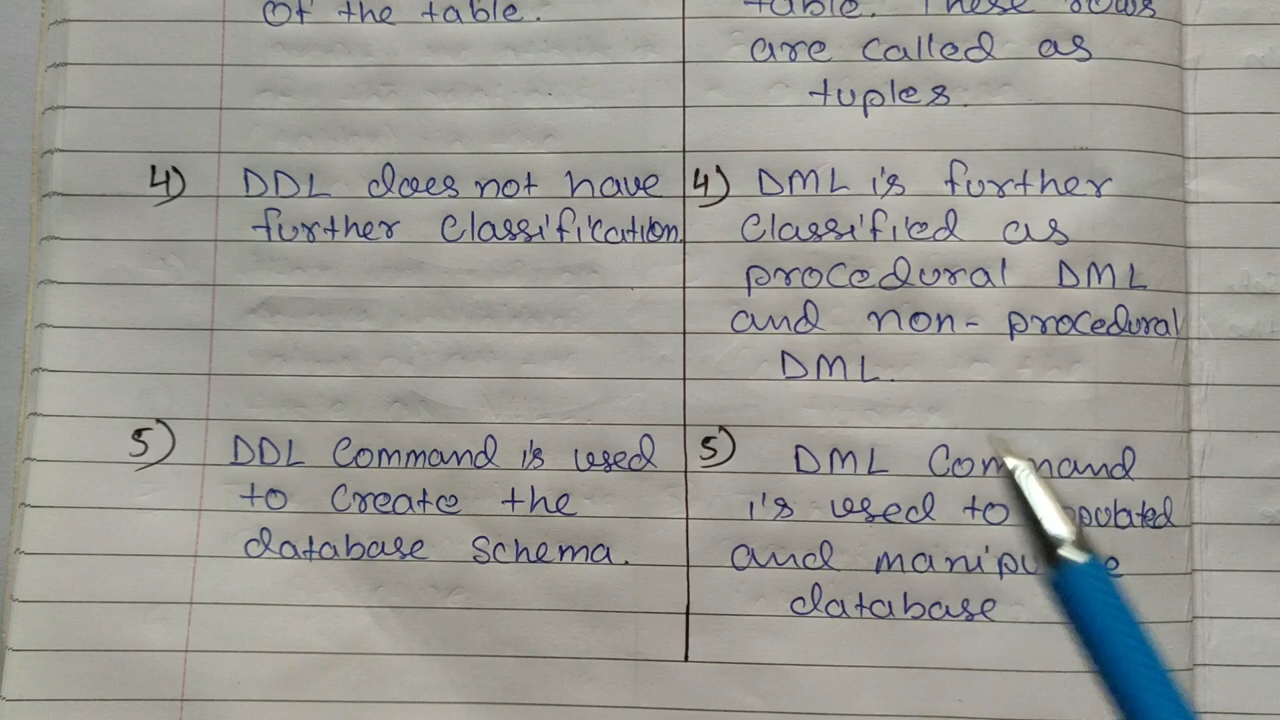 Of the table.
4) DDL does not have
further Classification.
5) DDL Command is used
to Create the
database Schema.
table. These rows
are called as
tuples.
4) DML is further
Classified as
procedural DML
and non-procedural
DML.
5) DML Command
is used to
and
database